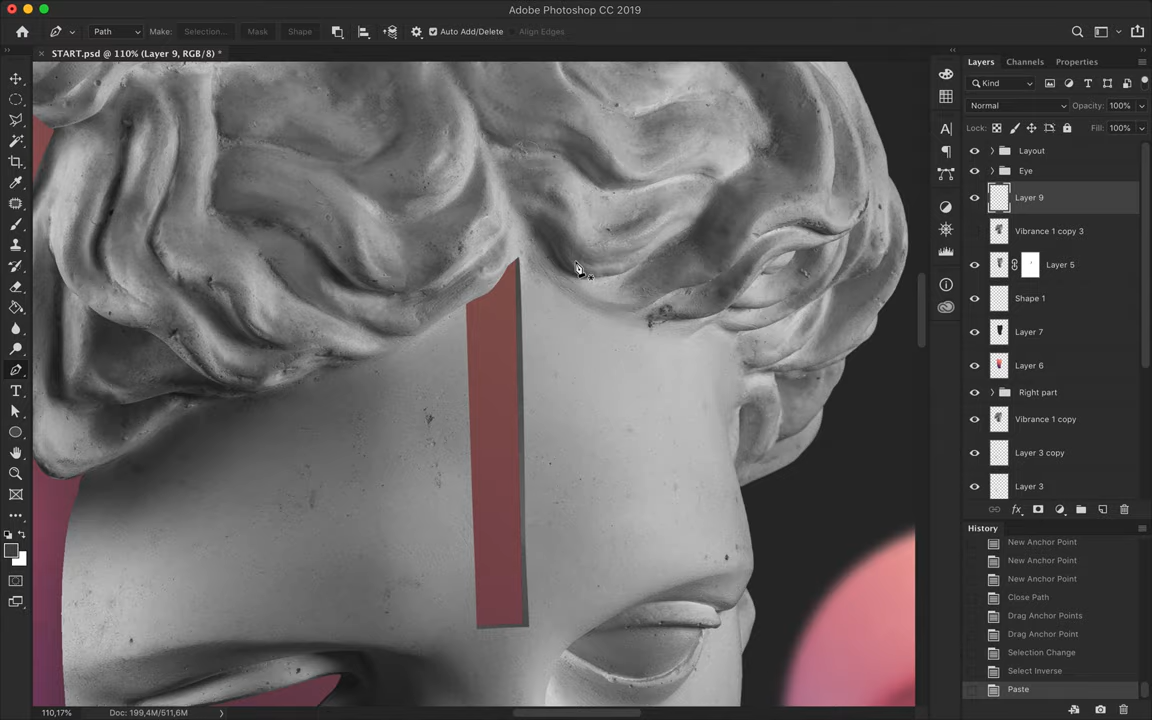 Adobe Photoshop CC 2019
Path
Make:
Selection...
Mask
Shape
Auto Add/Delete
Align Edges
START.psd @ 110% (Layer 9, RGB/8) *
Layers
Channels
Properties
Kind
Normal
Opacity: 100%
Lock:
Fill: 100%
Layout
Eye
Layer 9
Vibrance 1 copy 3
Layer 5
Shape 1
Layer 7
Layer 6
Right part
Vibrance 1 copy
Layer 3 copy
Layer 3
History
New Anchor Point
New Anchor Point
New Anchor Point
Close Path
Drag Anchor Points
Drag Anchor Point
Selection Change
Select Inverse
Paste
110,17%
Doc: 199,4M/511,6M